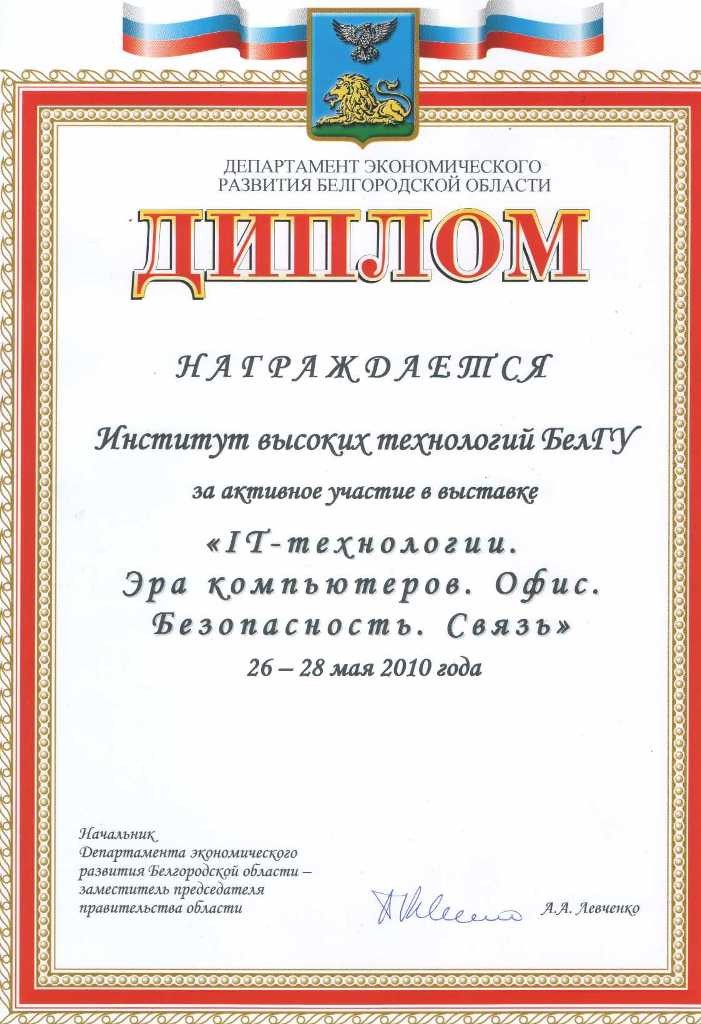 ДЕПАРТАМЕНТ ЭКОНОМИЧЕСКОГО
РАЗВИТИЯ БЕЛГОРОДСКОЙ ОБЛАСТИ
ДИПЛОМ
НАГРАЖДАЕТСЯ
Институт высоких технологий БелГУ
за активное участие в выставке
«IT-технологии.
Эра компьютеров. Офис.
Безопасность. Связь»
26 – 28 мая 2010 года
Начальник
Департамента экономического
развития Белгородской области –
заместитель председателя
правительства области
А.А. Левченко